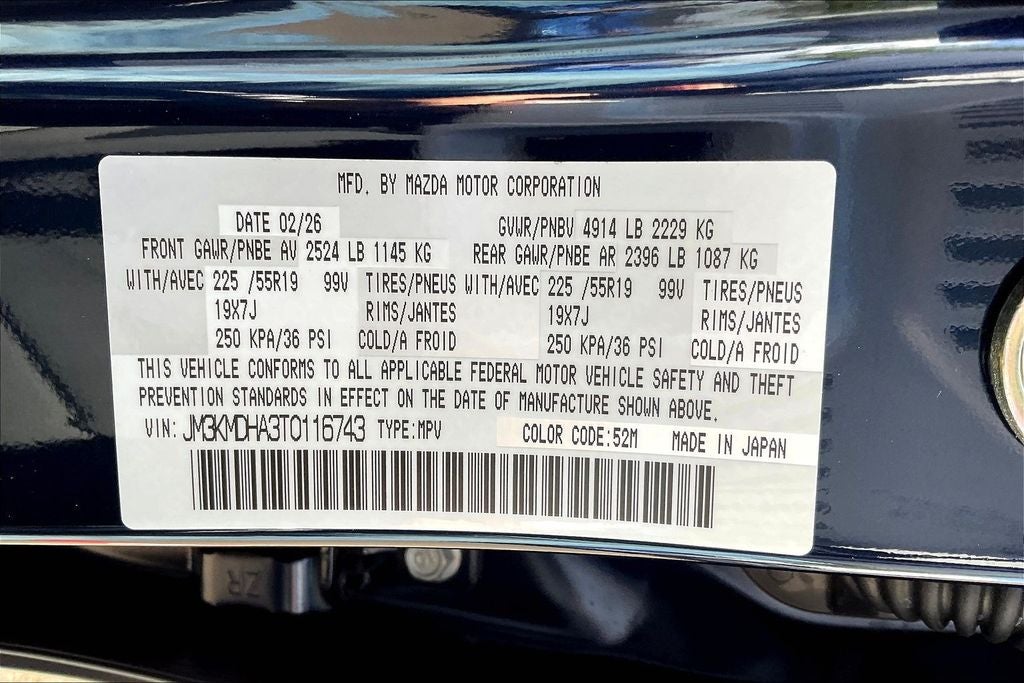 MFD. BY MAZDA MOTOR CORPORATION
DATE 02/26 GVWR/PNBV 4914 LB 2229 KG
FRONT GAWR/PNBE AV 2524 LB 1145 KG REAR GAWR/PNBE AR 2396 LB 1087 KG
WITH/AVEC 225 /55R19 99V TIRES/PNEUS WITH/AVEC 225 /55R19 99V TIRES/PNEUS
19X7J RIMS/JANTES 19X7J RIMS/JANTES
250 KPA/36 PSI COLD/A FROID 250 KPA/36 PSI COLD/A FROID
THIS VEHICLE CONFORMS TO ALL APPLICABLE FEDERAL MOTOR VEHICLE SAFETY AND THEFT
PREVENTION STANDARDS IN EFFECT ON THE DATE OF MANUFACTURE SHOWN ABOVE.
VIN: JM3KMDHA3T0116743 TYPE:MPV COLOR CODE:52M MADE IN JAPAN
ZR